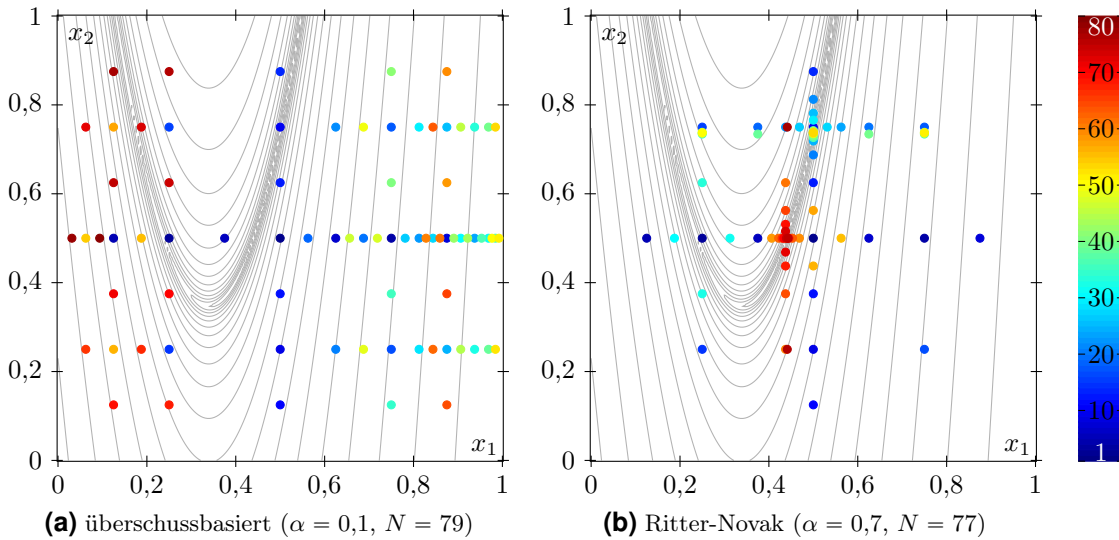 1
x₂
0,8
0,6
0,4
0,2
0
x₁
0 0,2 0,4 0,6 0,8 1
(a) überschussbasiert (α = 0,1, N = 79)
1
x₂
0,8
0,6
0,4
0,2
0
x₁
0 0,2 0,4 0,6 0,8 1
(b) Ritter-Novak (α = 0,7, N = 77)
80
70
60
50
40
30
20
10
1